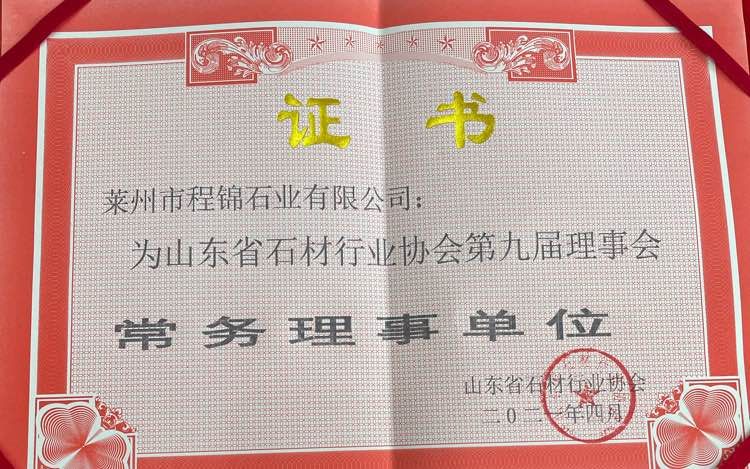 证书
莱州市程锦石业有限公司：
为山东省石材行业协会第九届理事会
常务理事单位
山东省石材行业协会
二〇二一年四月